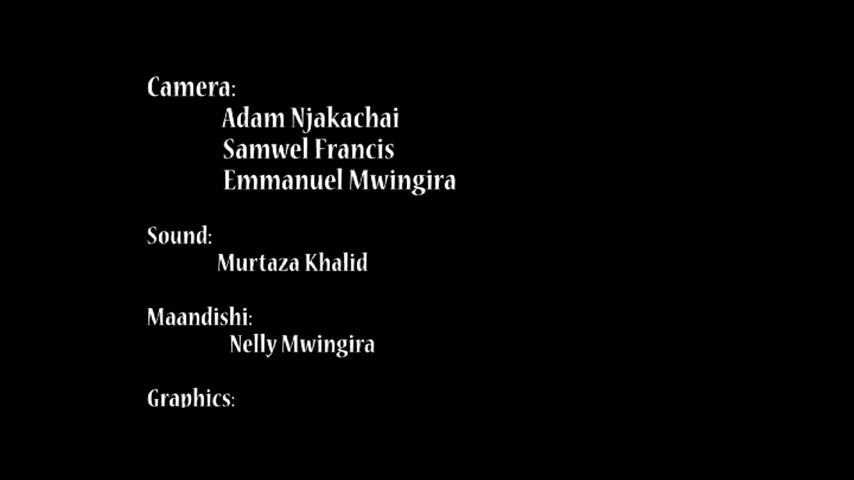 Camera:
Adam Njakachai
Samwel Francis
Emmanuel Mwingira
Sound:
Murtaza Khalid
Maandishi:
Nelly Mwingira
Graphics: